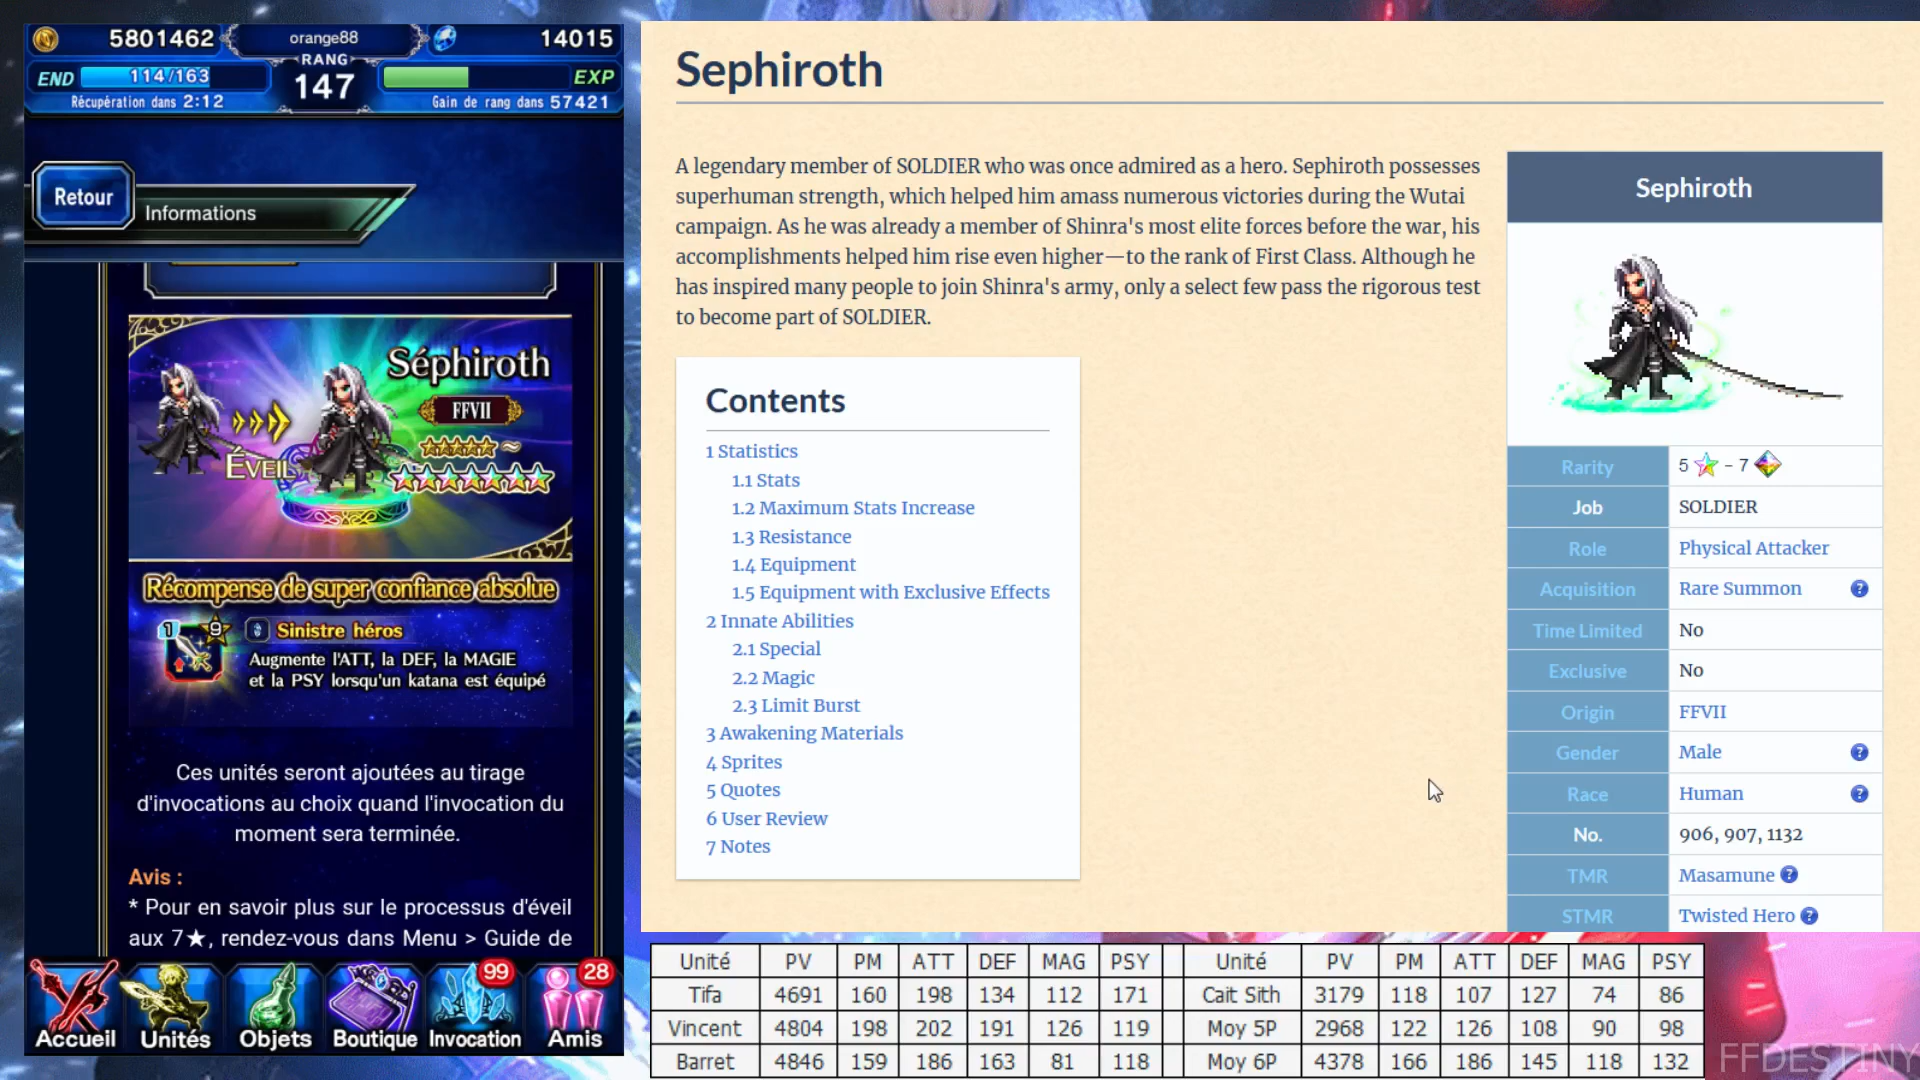 5801462
orange88
14015
END
114/163
RANG
147
EXP
Récupération dans 2:12
Gain de rang dans 57421
Retour
Informations
Séphiroth
FFVII
ÉVEIL
Récompense de super confiance absolue
1
9
Sinistre héros
Augmente l'ATT, la DEF, la MAGIE
et la PSY lorsqu'un katana est équipé
Ces unités seront ajoutées au tirage
d'invocations au choix quand l'invocation du
moment sera terminée.
Avis :
* Pour en savoir plus sur le processus d'éveil
aux 7★, rendez-vous dans Menu > Guide de
99
28
Accueil
Unités
Objets
Boutique
Invocation
Amis
Sephiroth
A legendary member of SOLDIER who was once admired as a hero. Sephiroth possesses
superhuman strength, which helped him amass numerous victories during the Wutai
campaign. As he was already a member of Shinra's most elite forces before the war, his
accomplishments helped him rise even higher—to the rank of First Class. Although he
has inspired many people to join Shinra's army, only a select few pass the rigorous test
to become part of SOLDIER.
Contents
1 Statistics
1.1 Stats
1.2 Maximum Stats Increase
1.3 Resistance
1.4 Equipment
1.5 Equipment with Exclusive Effects
2 Innate Abilities
2.1 Special
2.2 Magic
2.3 Limit Burst
3 Awakening Materials
4 Sprites
5 Quotes
6 User Review
7 Notes
Sephiroth
Rarity 5 - 7
Job SOLDIER
Role Physical Attacker
Acquisition Rare Summon ?
Time Limited No
Exclusive No
Origin FFVII
Gender Male ?
Race Human ?
No. 906, 907, 1132
TMR Masamune ?
STMR Twisted Hero ?
Unité PV PM ATT DEF MAG PSY Unité PV PM ATT DEF MAG PSY
Tifa 4691 160 198 134 112 171 Cait Sith 3179 118 107 127 74 86
Vincent 4804 198 202 191 126 119 Moy 5P 2968 122 126 108 90 98
Barret 4846 159 186 163 81 118 Moy 6P 4378 166 186 145 118 132
FFDESTINY